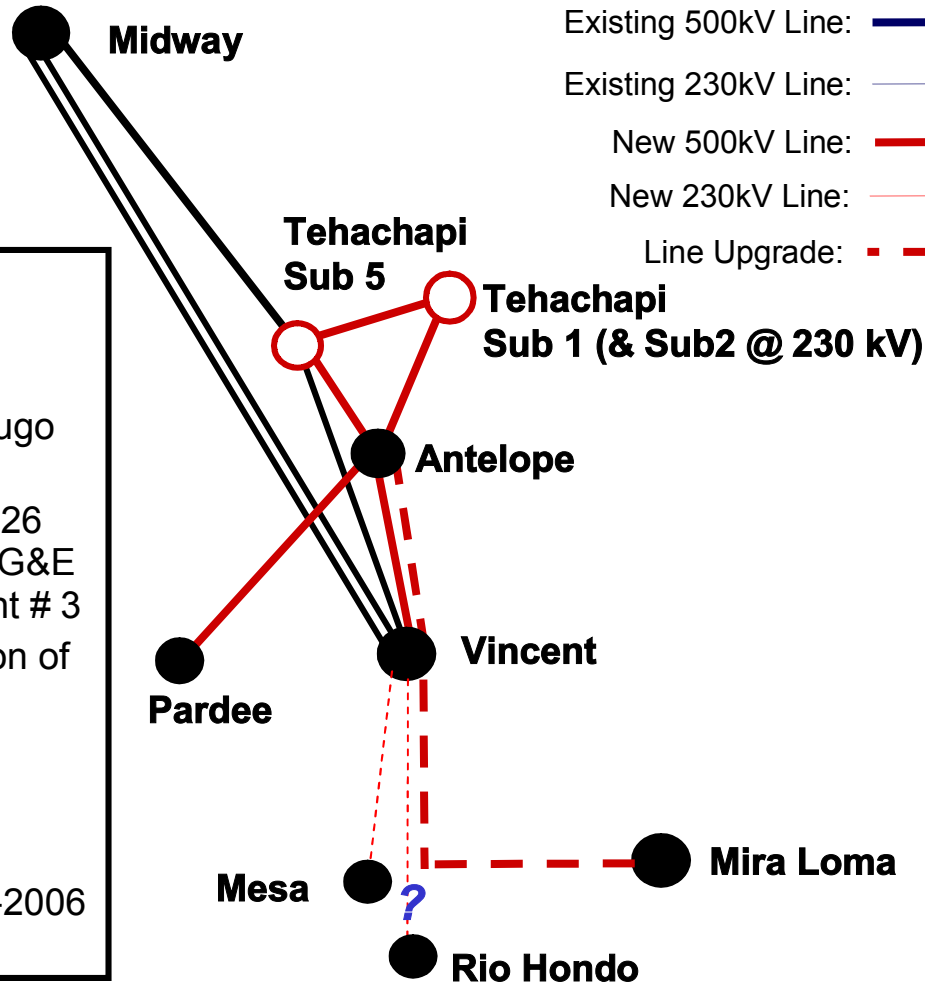 Midway
Existing 500kV Line:
Existing 230kV Line:
New 500kV Line:
New 230kV Line:
Line Upgrade:
Tehachapi
Sub 5
Tehachapi
Sub 1 (& Sub2 @ 230 kV)
ugo
26
G&E
nt # 3
on of
2006
Antelope
Vincent
Pardee
Mesa
?
Mira Loma
Rio Hondo